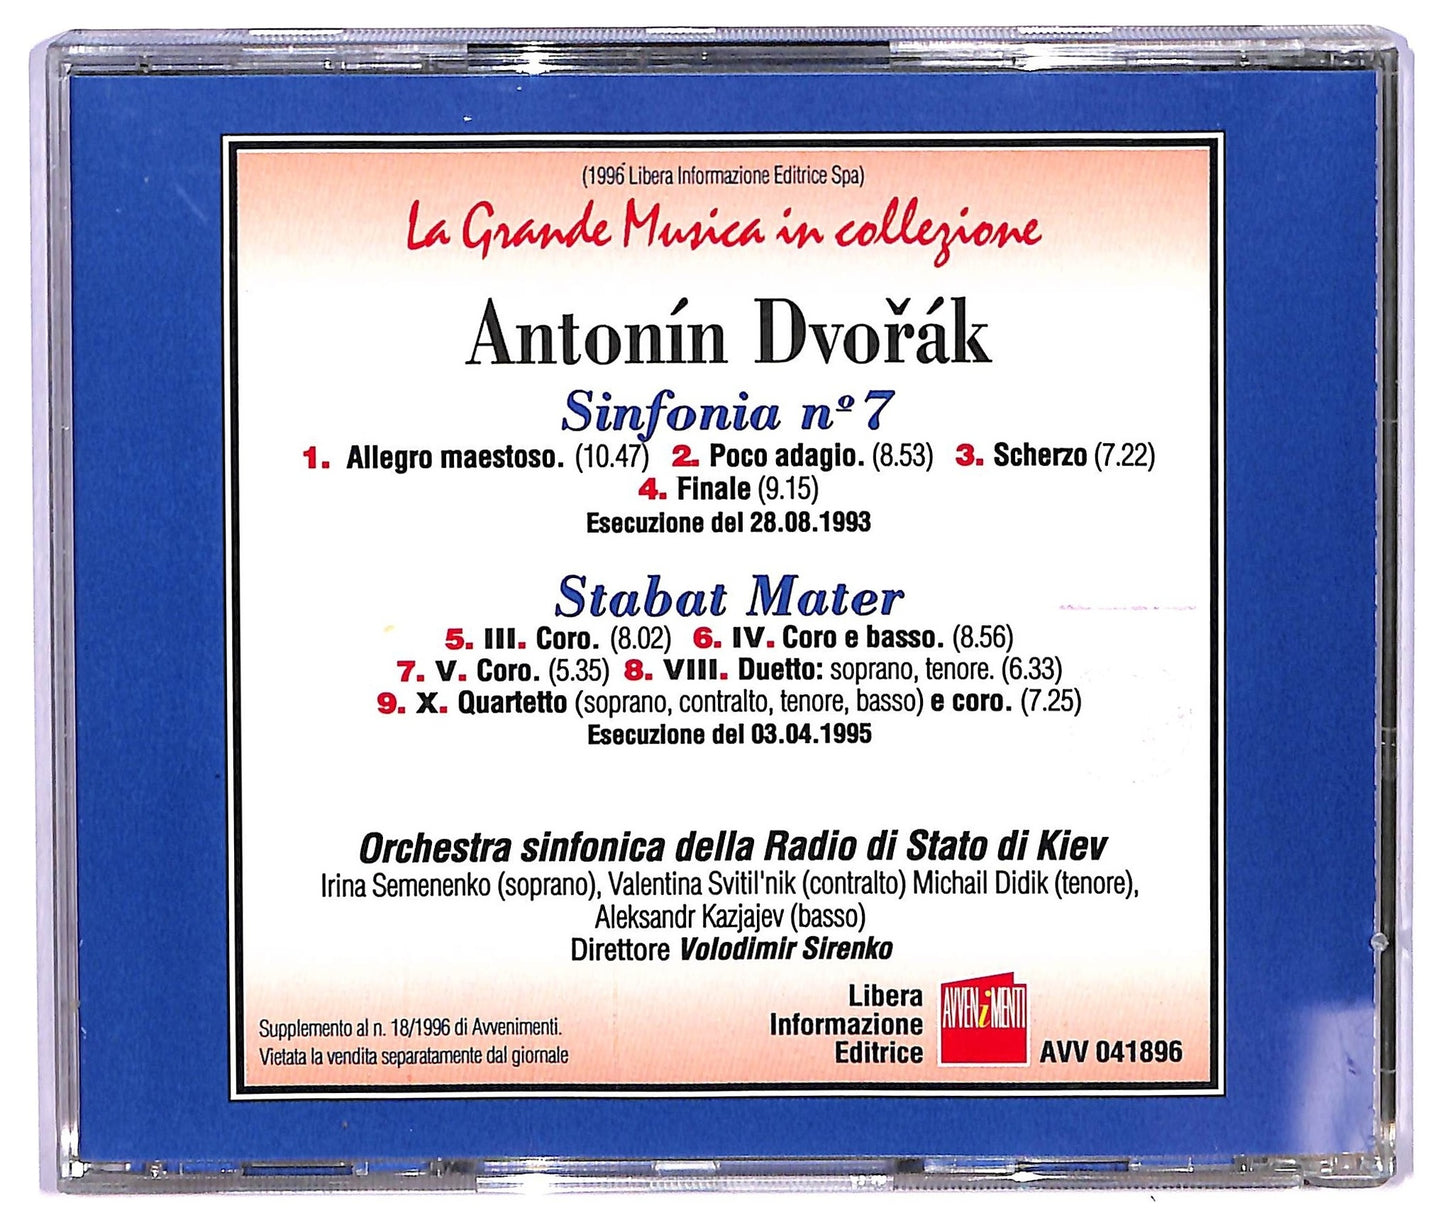 (1996 Libera Informazione Editrice Spa)
La Grande Musica in collezione
Antonín Dvořák
Sinfonia nº 7
1. Allegro maestoso. (10.47) 2. Poco adagio. (8.53) 3. Scherzo (7.22)
4. Finale (9.15)
Esecuzione del 28.08.1993
Stabat Mater
5. III. Coro. (8.02) 6. IV. Coro e basso. (8.56)
7. V. Coro. (5.35) 8. VIII. Duetto: soprano, tenore. (6.33)
9. X. Quartetto (soprano, contralto, tenore, basso) e coro. (7.25)
Esecuzione del 03.04.1995
Orchestra sinfonica della Radio di Stato di Kiev
Irina Semenenko (soprano), Valentina Svitil'nik (contralto) Michail Didik (tenore),
Aleksandr Kazjajev (basso)
Direttore Volodimir Sirenko
Supplemento al n. 18/1996 di Avvenimenti.
Vietata la vendita separatamente dal giornale
Libera
Informazione
Editrice
AVVENiMENTI
AVV 041896